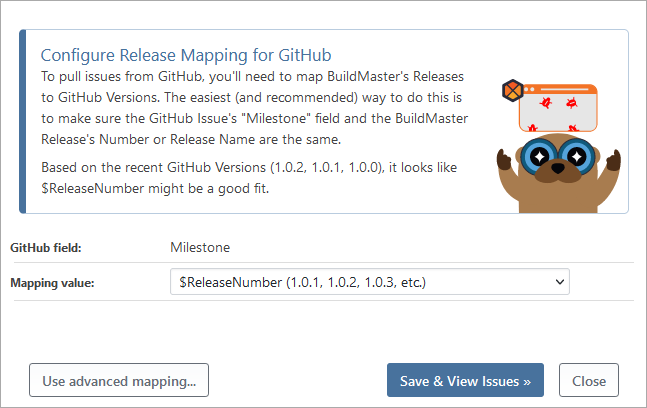 Configure Release Mapping for GitHub
To pull issues from GitHub, you'll need to map BuildMaster's Releases
to GitHub Versions. The easiest (and recommended) way to do this is
to make sure the GitHub Issue's "Milestone" field and the BuildMaster
Release's Number or Release Name are the same.
Based on the recent GitHub Versions (1.0.2, 1.0.1, 1.0.0), it looks like
$ReleaseNumber might be a good fit.
GitHub field: Milestone
Mapping value: $ReleaseNumber (1.0.1, 1.0.2, 1.0.3, etc.)
Use advanced mapping... Save & View Issues » Close